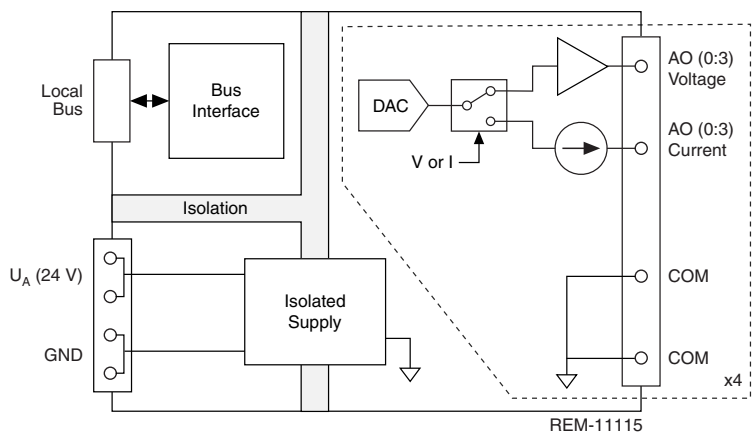 Local
Bus
Bus
Interface
Isolation
U_A (24 V)
GND
Isolated
Supply
DAC
V or I
AO (0:3)
Voltage
AO (0:3)
Current
COM
COM
x4
REM-11115